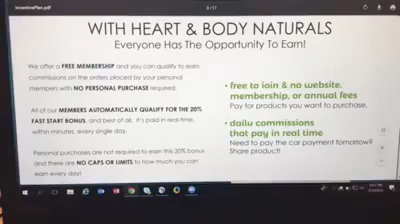 IncentivePlan.pdf
3 / 17
WITH HEART & BODY NATURALS
Everyone Has The Opportunity To Earn!
We offer a FREE MEMBERSHIP and you can qualify to earn
commissions on the orders placed by your personal
members with NO PERSONAL PURCHASE required.
All of our MEMBERS AUTOMATICALLY QUALIFY FOR THE 20%
FAST START BONUS, and best of all, it's paid in real-time,
within minutes, every single day.
Personal purchases are not required to earn this 20% bonus
and there are NO CAPS OR LIMITS to how much you can
earn every day!
• free to join & no website,
membership, or annual fees
Pay for products you want to purchase.
• daily commissions
that pay in real time
Need to pay the car payment tomorrow?
Share product!